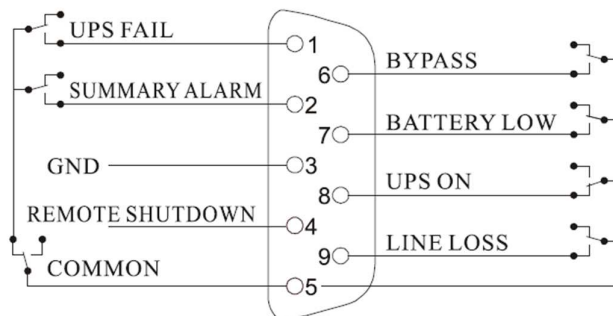 UPS FAIL
1
6
BYPASS
SUMMARY ALARM
2
7
BATTERY LOW
GND
3
8
UPS ON
REMOTE SHUTDOWN
4
9
LINE LOSS
COMMON
5